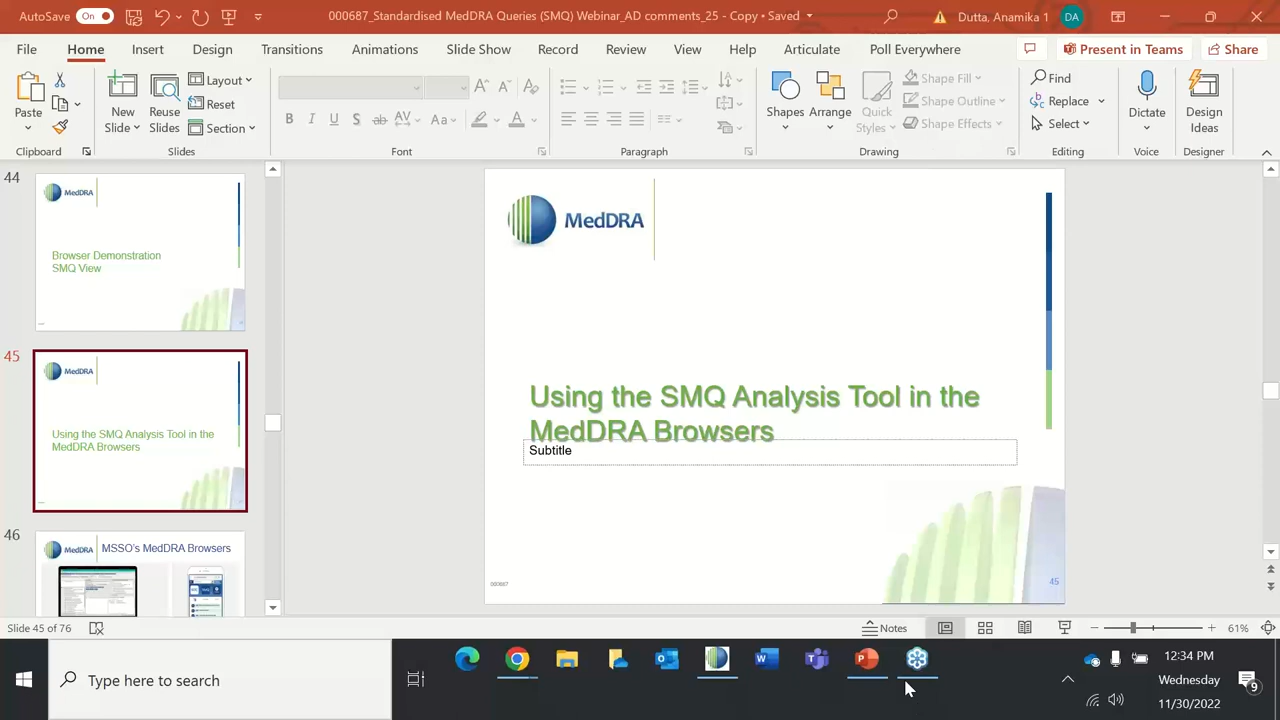 AutoSave On 000687_Standardised MedDRA Queries (SMQ) Webinar_AD comments_25 - Copy • Saved Dutta, Anamika 1 DA
File Home Insert Design Transitions Animations Slide Show Record Review View Help Articulate Poll Everywhere Present in Teams Share
Paste
Clipboard
New Slide
Reuse Slides
Layout
Reset
Section
Slides
Font
Paragraph
Shapes
Arrange
Quick Styles
Shape Fill
Shape Outline
Shape Effects
Drawing
Find
Replace
Select
Editing
Dictate
Voice
Design Ideas
Designer
44
MedDRA
Browser Demonstration
SMQ View
45
MedDRA
Using the SMQ Analysis Tool in the
MedDRA Browsers
46
MedDRA MSSO's MedDRA Browsers
MedDRA
Using the SMQ Analysis Tool in the
MedDRA Browsers
Subtitle
000687
45
Slide 45 of 76 Notes 61%
Type here to search
12:34 PM
Wednesday
11/30/2022
9